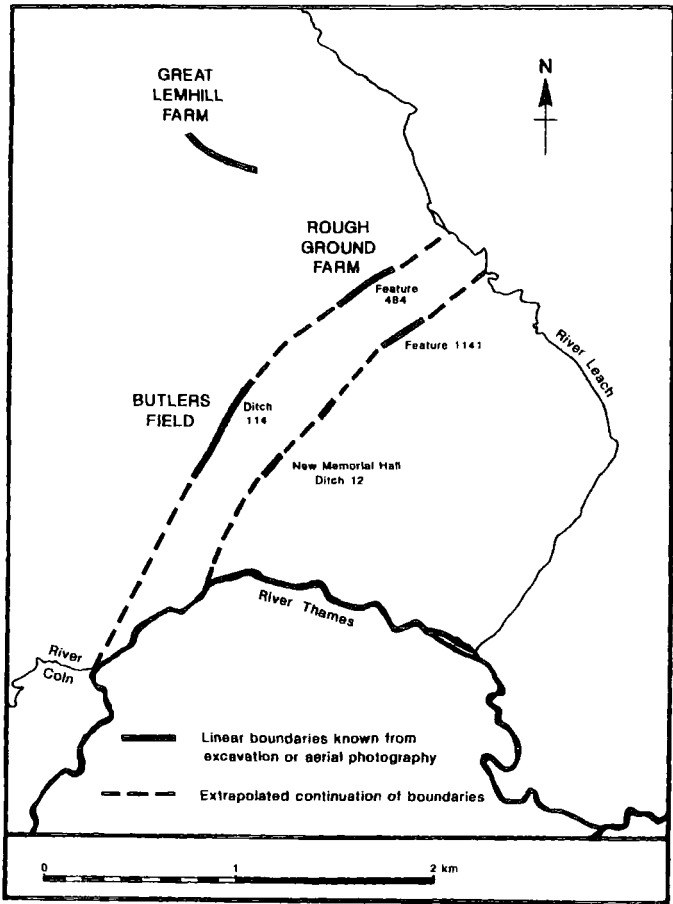 GREAT
LEMHILL
FARM
N
ROUGH
GROUND
FARM
Feature
484
Feature 1141
River Leach
BUTLERS
FIELD
Ditch
114
New Memorial Hall
Ditch 12
River Thames
River
Coln
Linear boundaries known from
excavation or aerial photography
Extrapolated continuation of boundaries
0 1 2 km